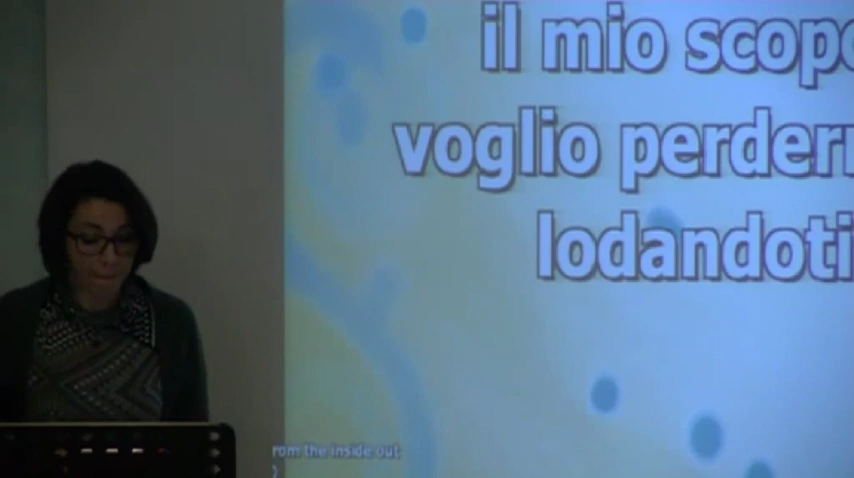 il mio scopo
voglio perderm
lodandoti
rom the inside out
)